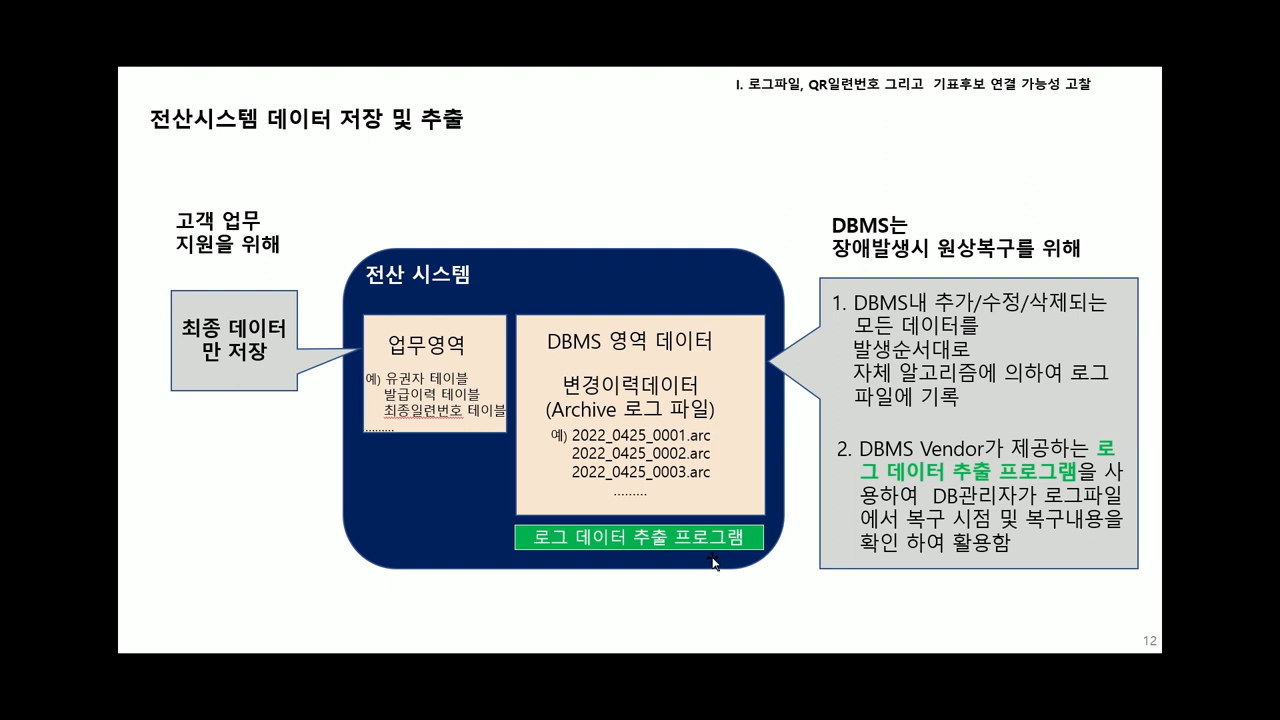 I. 로그파일, QR일련번호 그리고 기표후보 연결 가능성 고찰
전산시스템 데이터 저장 및 추출
고객 업무
지원을 위해
최종 데이터
만 저장
전산 시스템
업무영역
예) 유권자 테이블
발급이력 테이블
최종일련번호 테이블
.........
DBMS 영역 데이터
변경이력데이터
(Archive 로그 파일)
예) 2022_0425_0001.arc
2022_0425_0002.arc
2022_0425_0003.arc
.........
로그 데이터 추출 프로그램
DBMS는
장애발생시 원상복구를 위해
1. DBMS내 추가/수정/삭제되는
모든 데이터를
발생순서대로
자체 알고리즘에 의하여 로그
파일에 기록
2. DBMS Vendor가 제공하는 로
그 데이터 추출 프로그램을 사
용하여 DB관리자가 로그파일
에서 복구 시점 및 복구내용을
확인 하여 활용함
12